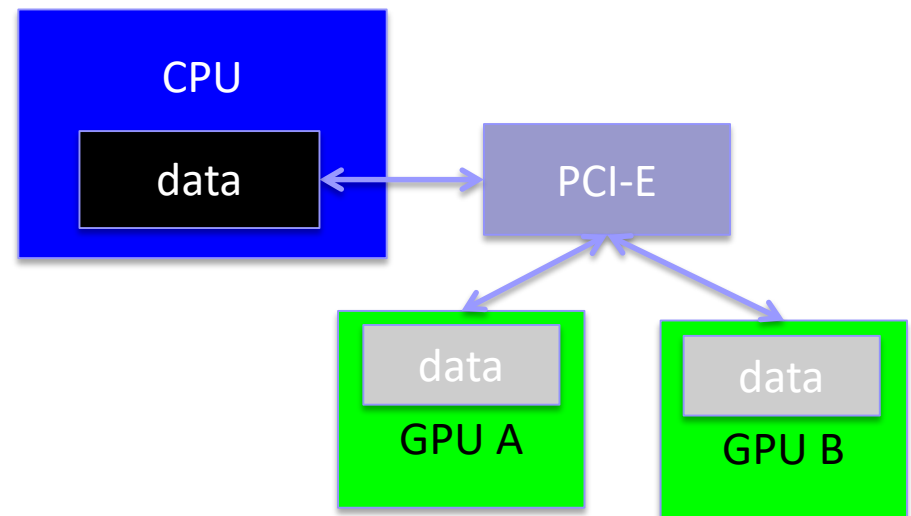 CPU
data
PCI-E
data
GPU A
data
GPU B